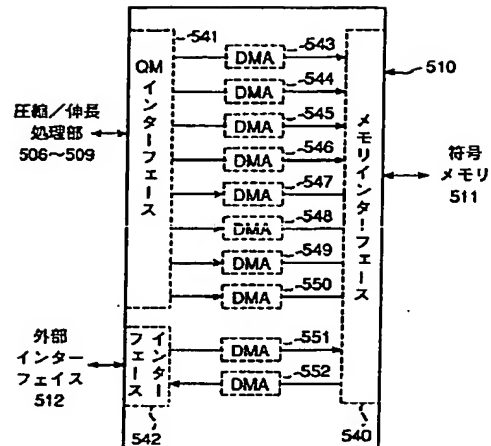 541
QMインターフェース
DMA
543
DMA
544
DMA
545
DMA
546
DMA
547
DMA
548
DMA
549
DMA
550
DMA
551
DMA
552
メモリインター・フェース
510
圧縮/伸長
処理部
506~509
符号
メモリ
511
外部
インター
フェイス
512
インター
フェース
542
540